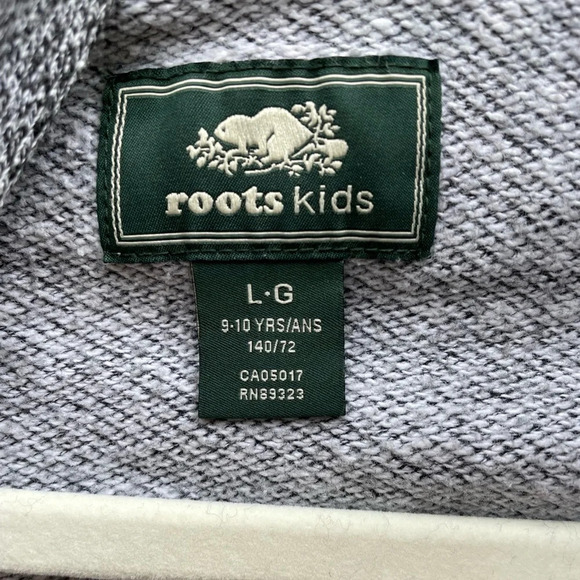 roots kids
L·G
9-10 YRS/ANS
140/72
CA05017
RN89323